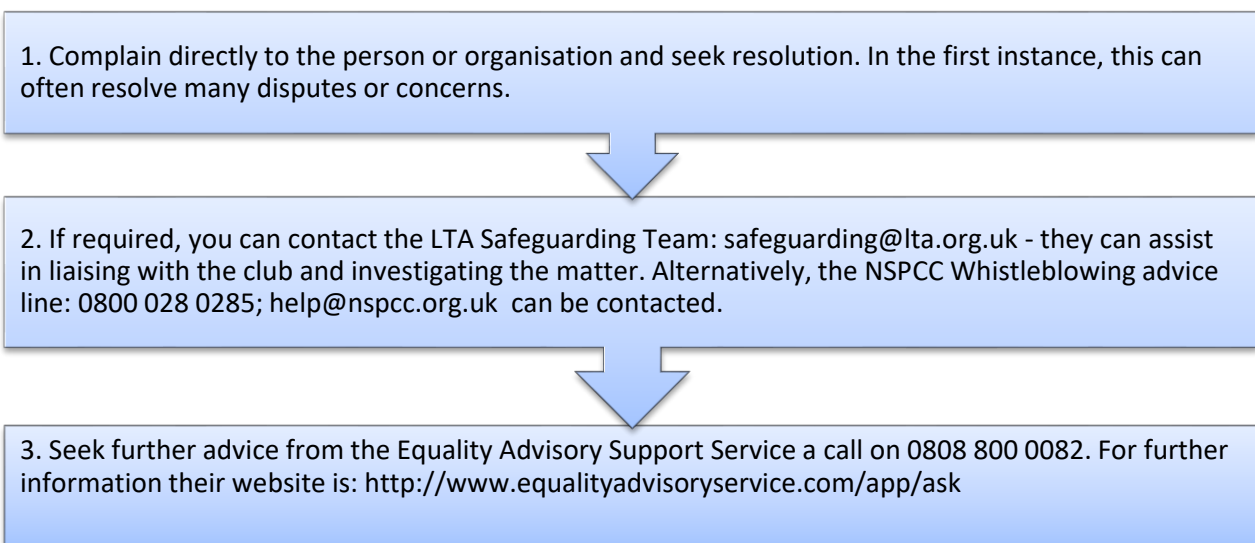 1. Complain directly to the person or organisation and seek resolution. In the first instance, this can
often resolve many disputes or concerns.
2. If required, you can contact the LTA Safeguarding Team: safeguarding@lta.org.uk - they can assist
in liaising with the club and investigating the matter. Alternatively, the NSPCC Whistleblowing advice
line: 0800 028 0285; help@nspcc.org.uk  can be contacted.
3. Seek further advice from the Equality Advisory Support Service a call on 0808 800 0082. For further
information their website is: http://www.equalityadvisoryservice.com/app/ask